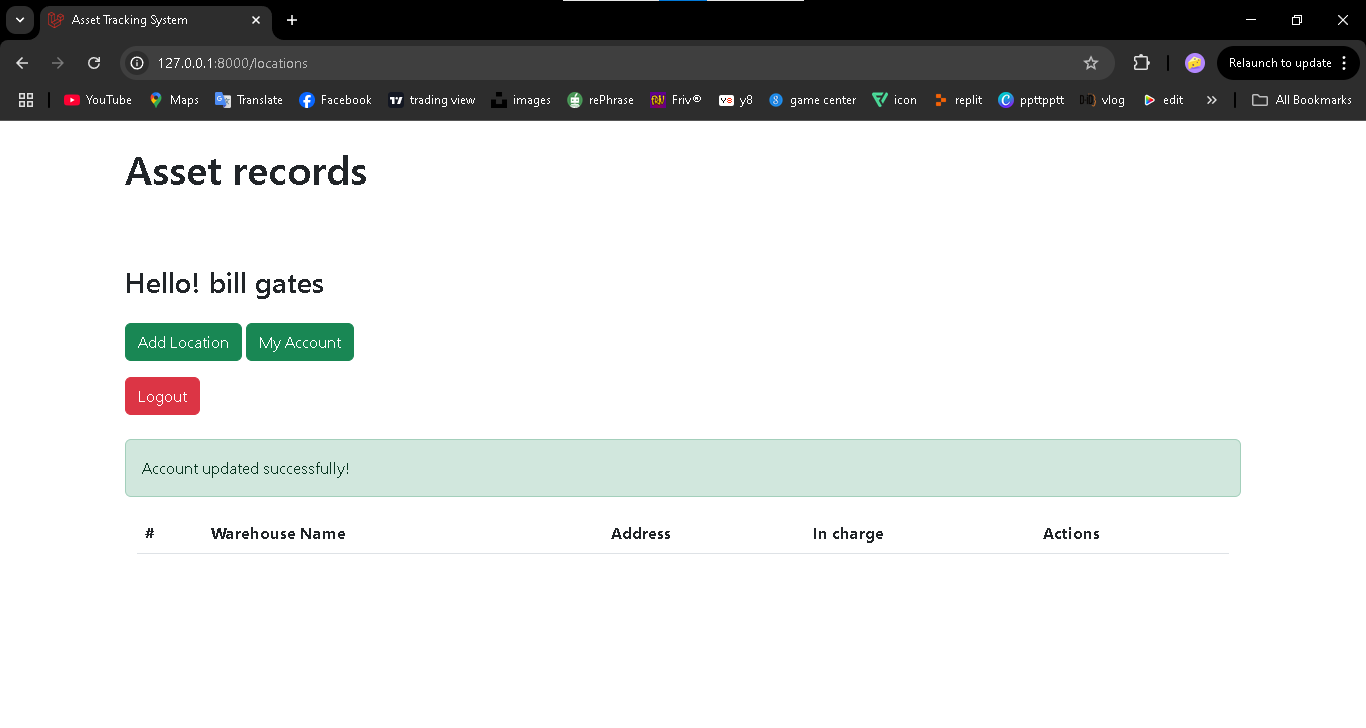 Asset Tracking System
127.0.0.1:8000/locations
Relaunch to update
YouTube Maps Translate Facebook trading view images rePhrase Friv® y8 game center icon replit ppttpptt vlog edit » All Bookmarks
Asset records
Hello! bill gates
Add Location My Account
Logout
Account updated successfully!
# Warehouse Name Address In charge Actions